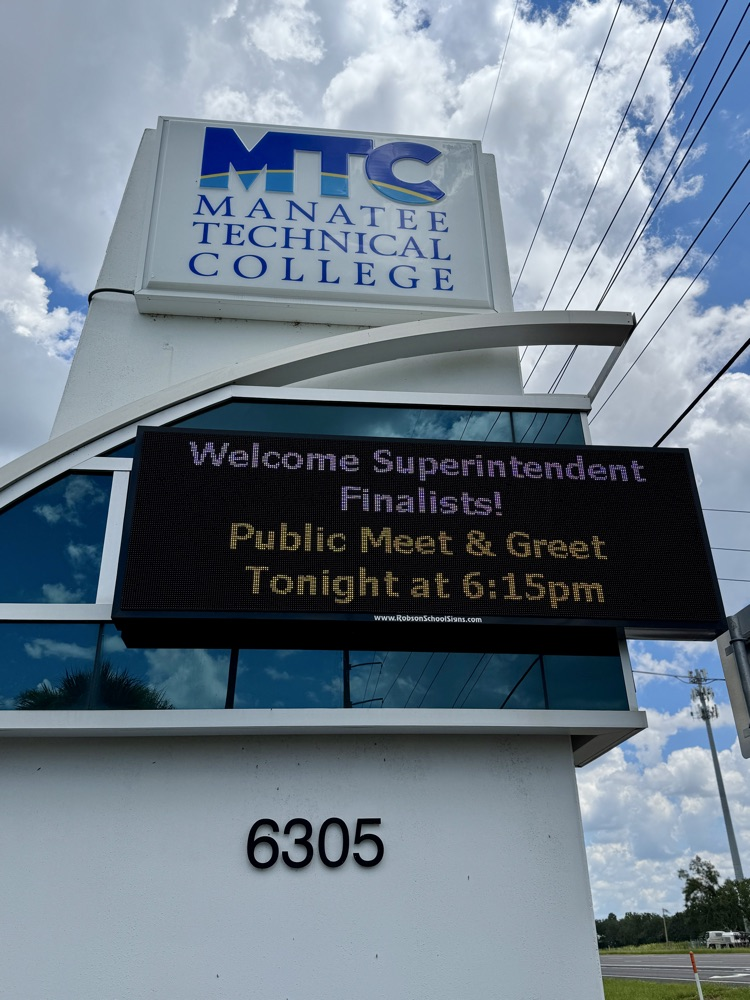 MTC
MANATEE
TECHNICAL
COLLEGE
Welcome Superintendent
Finalists!
Public Meet & Greet
Tonight at 6:15pm
www.RobsonSchoolSigns.com
6305